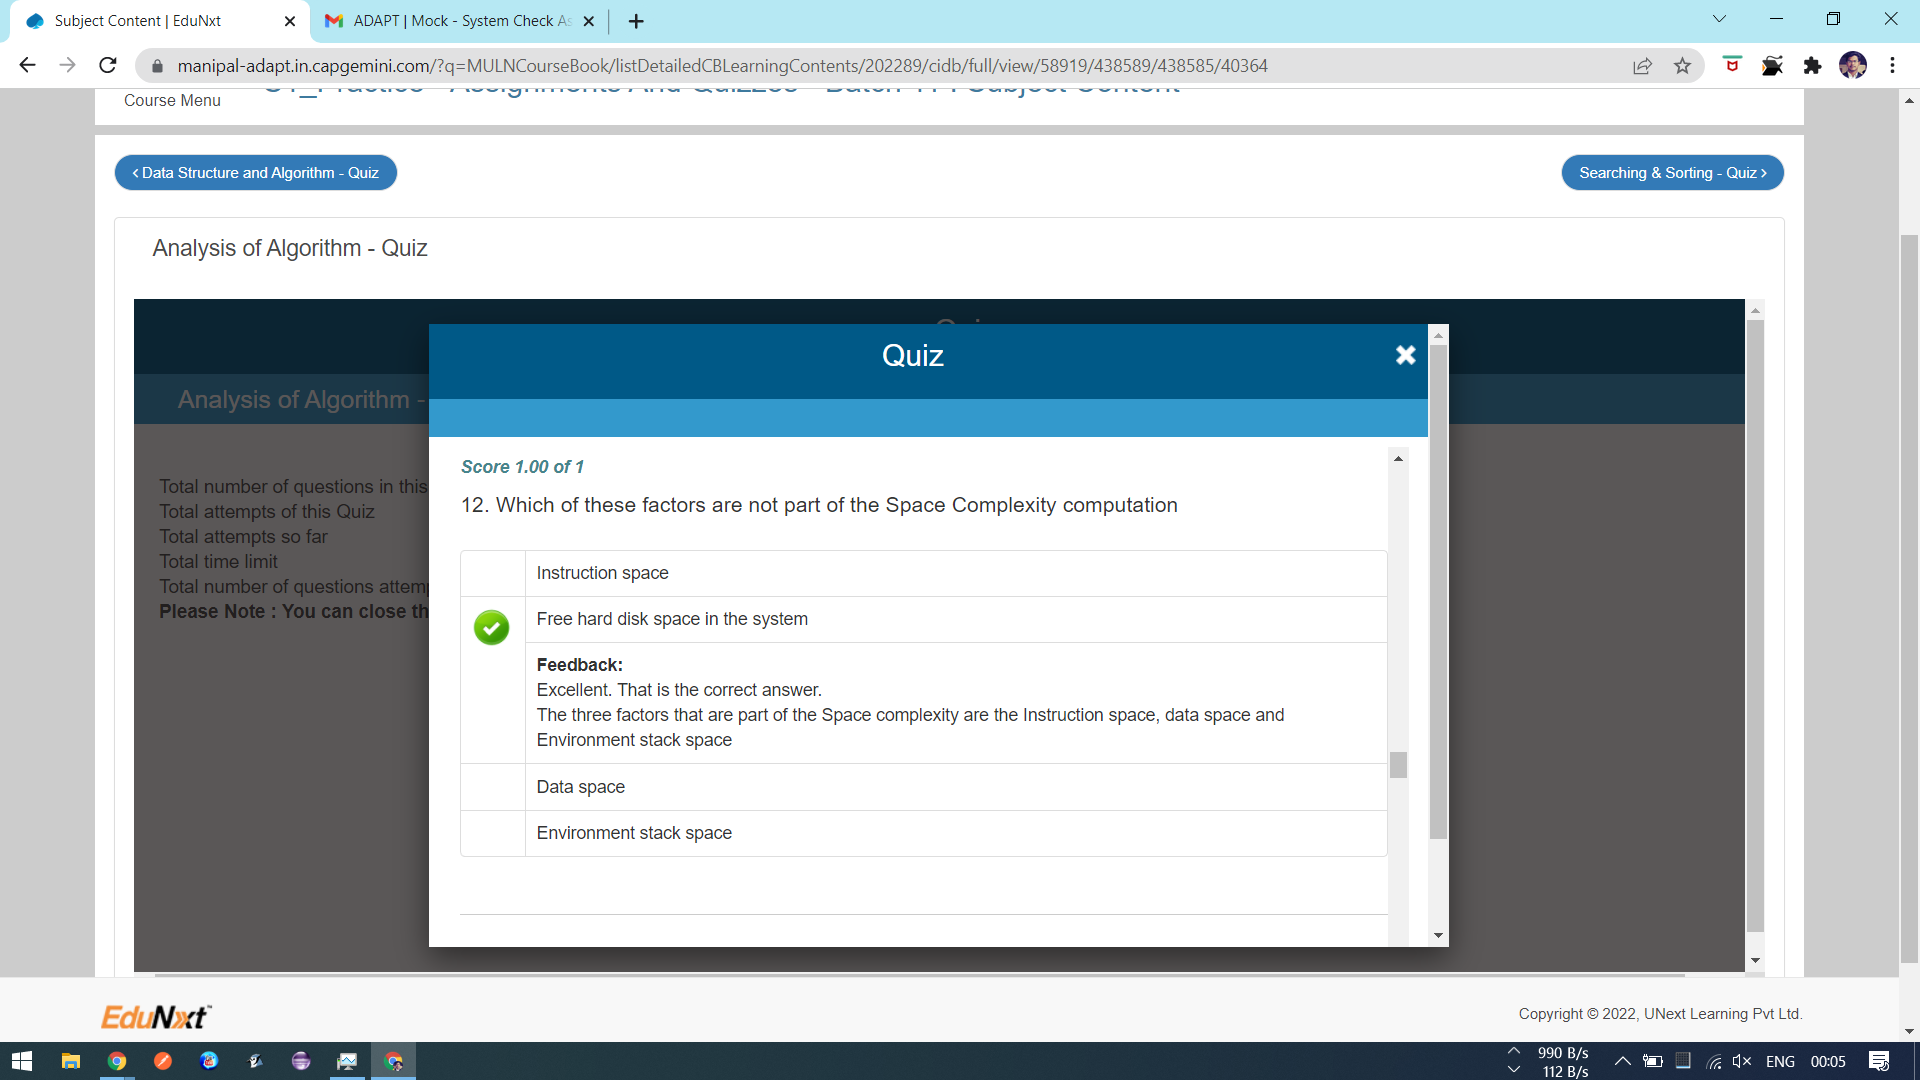 Subject Content | EduNxt
ADAPT | Mock - System Check As
manipal-adapt.in.capgemini.com/?q=MULNCourseBook/listDetailedCBLearningContents/202289/cidb/full/view/58919/438589/438585/40364
Course Menu
< Data Structure and Algorithm - Quiz
Searching & Sorting - Quiz >
Analysis of Algorithm - Quiz
Quiz
Analysis of Algorithm -
Score 1.00 of 1
Total number of questions in this
12. Which of these factors are not part of the Space Complexity computation
Total attempts of this Quiz
Total attempts so far
Total time limit
Total number of questions attemp
Please Note : You can close th
Instruction space
Free hard disk space in the system
Feedback:
Excellent. That is the correct answer.
The three factors that are part of the Space complexity are the Instruction space, data space and
Environment stack space
Data space
Environment stack space
EduNxt™
Copyright © 2022, UNext Learning Pvt Ltd.
990 B/s
112 B/s
ENG
00:05